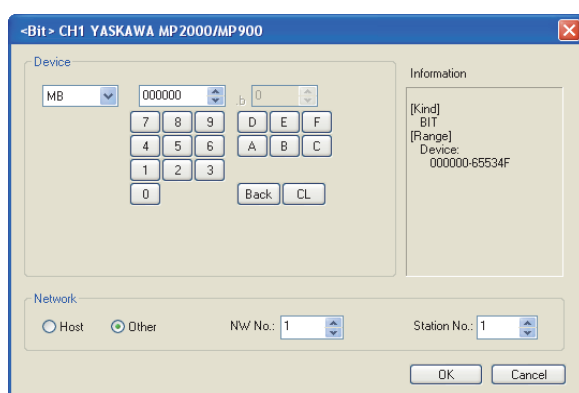 <Bit> CH1 YASKAWA MP2000/MP900
Device
MB 000000 .b 0
7 8 9 D E F
4 5 6 A B C
1 2 3
0 Back CL
Information
[Kind]
BIT
[Range]
Device:
000000-65534F
Network
Host Other NW No.: 1 Station No.: 1
OK Cancel